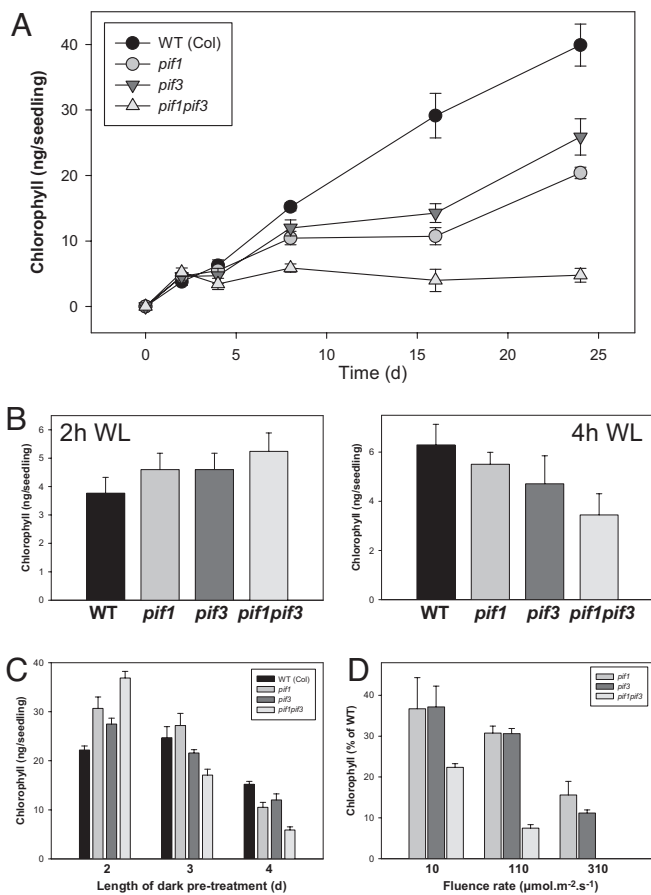 A
WT (Col)
pif1
pif3
pif1pif3
Chlorophyll (ng/seedling)
40
30
20
10
0
0 5 10 15 20 25
Time (d)
B
2h WL
Chlorophyll (ng/seedling)
6
5
4
3
2
1
0
WT pif1 pif3 pif1pif3
4h WL
Chlorophyll (ng/seedling)
6
4
2
0
WT pif1 pif3 pif1pif3
C
WT (Col)
pif1
pif3
pif1pif3
Chlorophyll (ng/seedling)
40
30
20
10
0
2 3 4
Length of dark pre-treatment (d)
D
pif1
pif3
pif1pif3
Chlorophyll (% of WT)
40
30
20
10
0
10 110 310
Fluence rate (μmol.m⁻².s⁻¹)